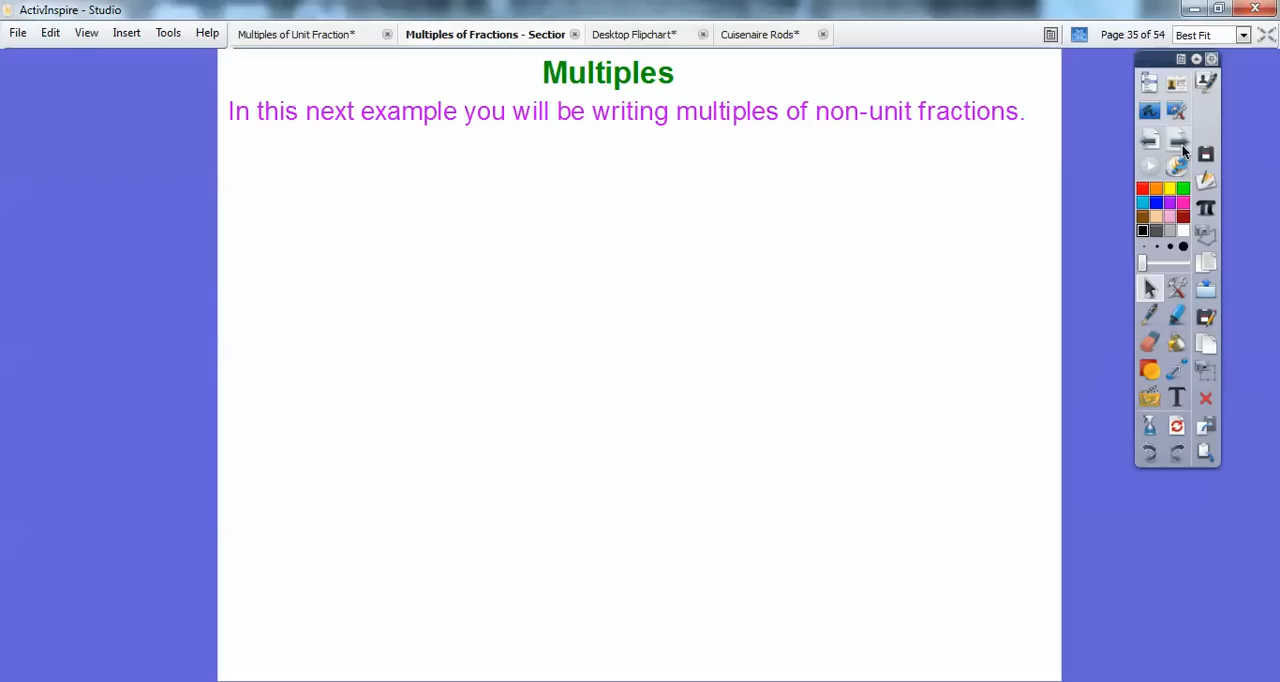 ActivInspire - Studio
File Edit View Insert Tools Help
Multiples of Unit Fraction* Multiples of Fractions - Section Desktop Flipchart* Cuisenaire Rods* Page 35 of 54 Best Fit
Multiples
In this next example you will be writing multiples of non-unit fractions.
T